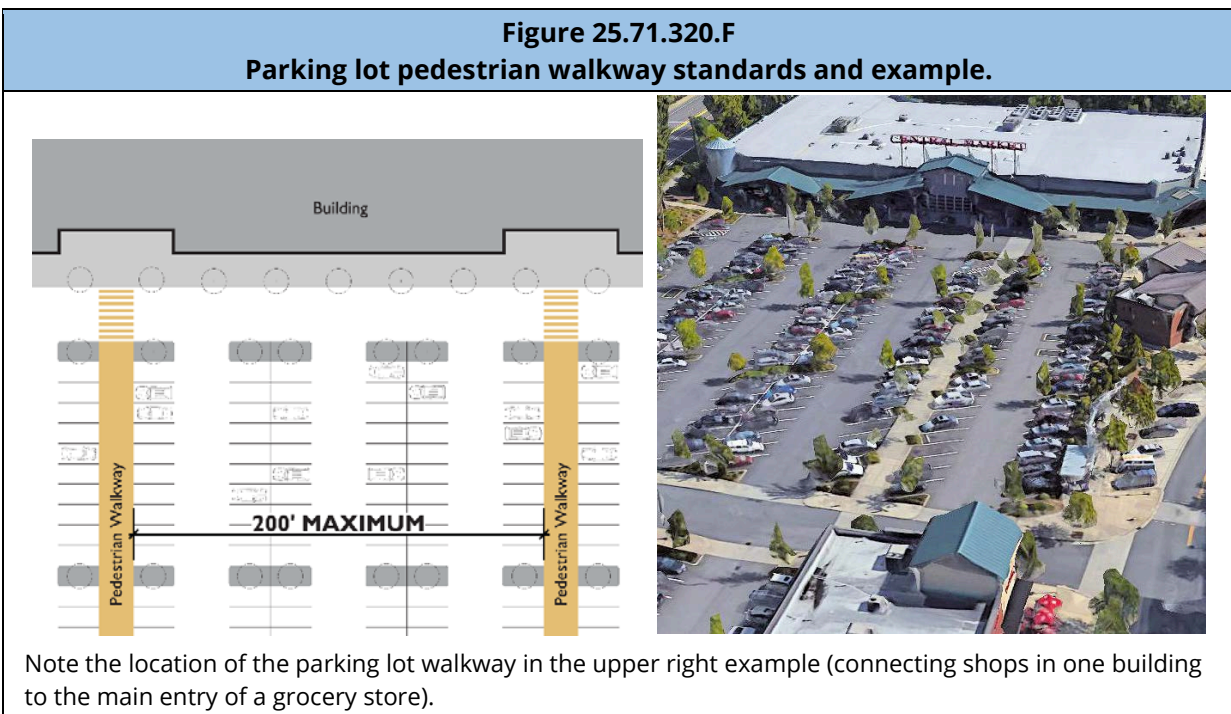 Figure 25.71.320.F
Parking lot pedestrian walkway standards and example.
Building
CENTRAL MARKET
Pedestrian Walkway
200' MAXIMUM
Pedestrian Walkway
Note the location of the parking lot walkway in the upper right example (connecting shops in one building
to the main entry of a grocery store).